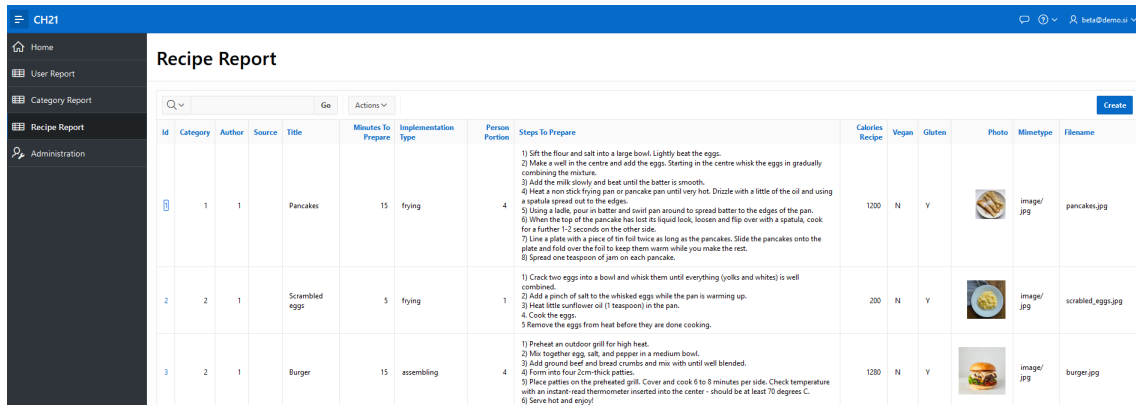 CH21
beta@demo.si
Home
User Report
Category Report
Recipe Report
Administration
Recipe Report
Go
Actions
Create
Id Category Author Source Title Minutes To Prepare Implementation Type Person Portion Steps To Prepare Calories Recipe Vegan Gluten Photo Mimetype Filename
1 1 1 Pancakes 15 frying 4
1) Sift the flour and salt into a large bowl. Lightly beat the eggs.
2) Make a well in the centre and add the eggs. Starting in the centre whisk the eggs in gradually
combining the mixture.
3) Add the milk slowly and beat until the batter is smooth.
4) Heat a non stick frying pan or pancake pan until very hot. Drizzle with a little of the oil and using
a spatula spread out to the edges.
5) Using a ladle, pour in batter and swirl pan around to spread batter to the edges of the pan.
6) When the top of the pancake has lost its liquid look, loosen and flip over with a spatula, cook
for a further 1-2 seconds on the other side.
7) Line a plate with a piece of tin foil twice as long as the pancakes. Slide the pancakes onto the
plate and fold over the foil to keep them warm while you make the rest.
8) Spread one teaspoon of jam on each pancake.
1200 N Y image/jpg pancakes.jpg
2 2 1 Scrambled eggs 5 frying 1
1) Crack two eggs into a bowl and whisk them until everything (yolks and whites) is well
combined.
2) Add a pinch of salt to the whisked eggs while the pan is warming up.
3) Heat little sunflower oil (1 teaspoon) in the pan.
4. Cook the eggs.
5 Remove the eggs from heat before they are done cooking.
200 N Y image/jpg scrabled_eggs.jpg
3 2 1 Burger 15 assembling 4
1) Preheat an outdoor grill for high heat.
2) Mix together egg, salt, and pepper in a medium bowl.
3) Add ground beef and bread crumbs and mix with until well blended.
4) Form into four 2cm-thick patties.
5) Place patties on the preheated grill. Cover and cook 6 to 8 minutes per side. Check temperature
with an instant-read thermometer inserted into the center - should be at least 70 degrees C.
6) Serve hot and enjoy!
1280 N Y image/jpg burger.jpg